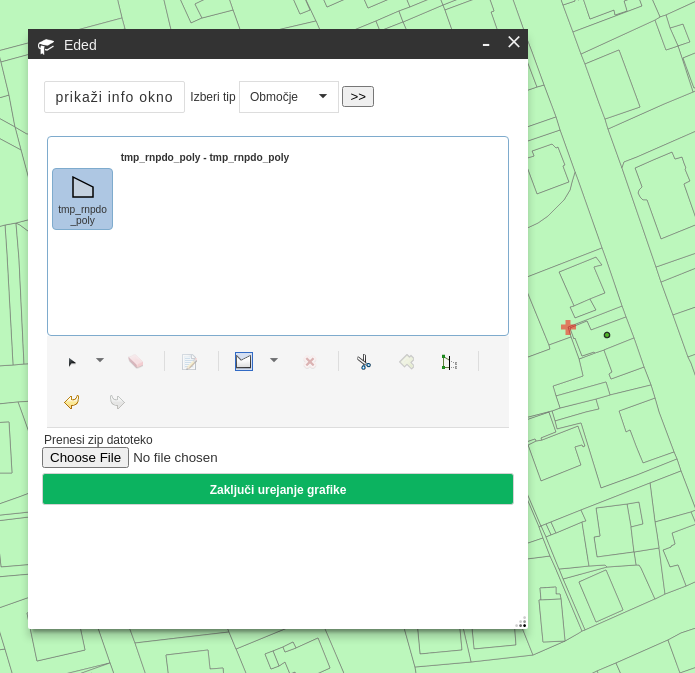 Eded
prikaži info okno Izberi tip Območje >>
tmp_rnpdo_poly - tmp_rnpdo_poly
tmp_rnpdo
_poly
Prenesi zip datoteko
Choose File No file chosen
Zaključi urejanje grafike